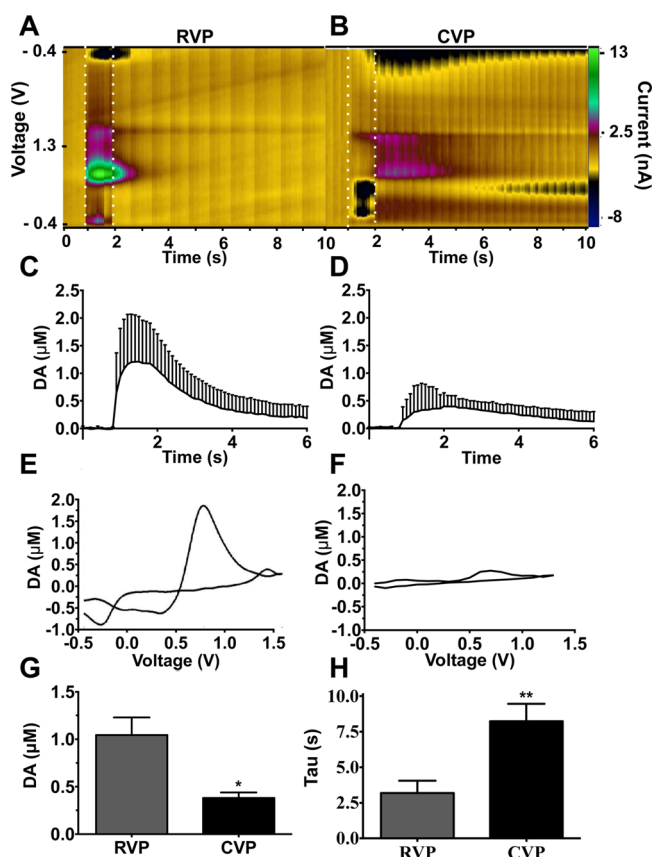 A RVP B CVP
- 0.4
1.3
- 0.4
Voltage (V)
0 2 4 6 8 10
Time (s)
2 3 4 5 6 7 8 9 10
Time (s)
- 13
- 2.5
- -8
Current (nA)
C
2.5
2.0
1.5
1.0
0.5
0.0
DA (μM)
2 4 6
Time (s)
D
2.5
2.0
1.5
1.0
0.5
0.0
DA (μM)
2 4 6
Time
E
2.0
1.5
1.0
0.5
0.0
-0.5
-1.0
DA (μM)
-0.5 0.0 0.5 1.0 1.5
Voltage (V)
F
2.0
1.5
1.0
0.5
0.0
-0.5
-1.0
DA (μM)
-0.5 0.0 0.5 1.0 1.5
Voltage (V)
G
1.5
1.0
0.5
0.0
DA (μM)
*
RVP CVP
H
10.0
7.5
5.0
2.5
0.0
Tau (s)
**
RVP CVP